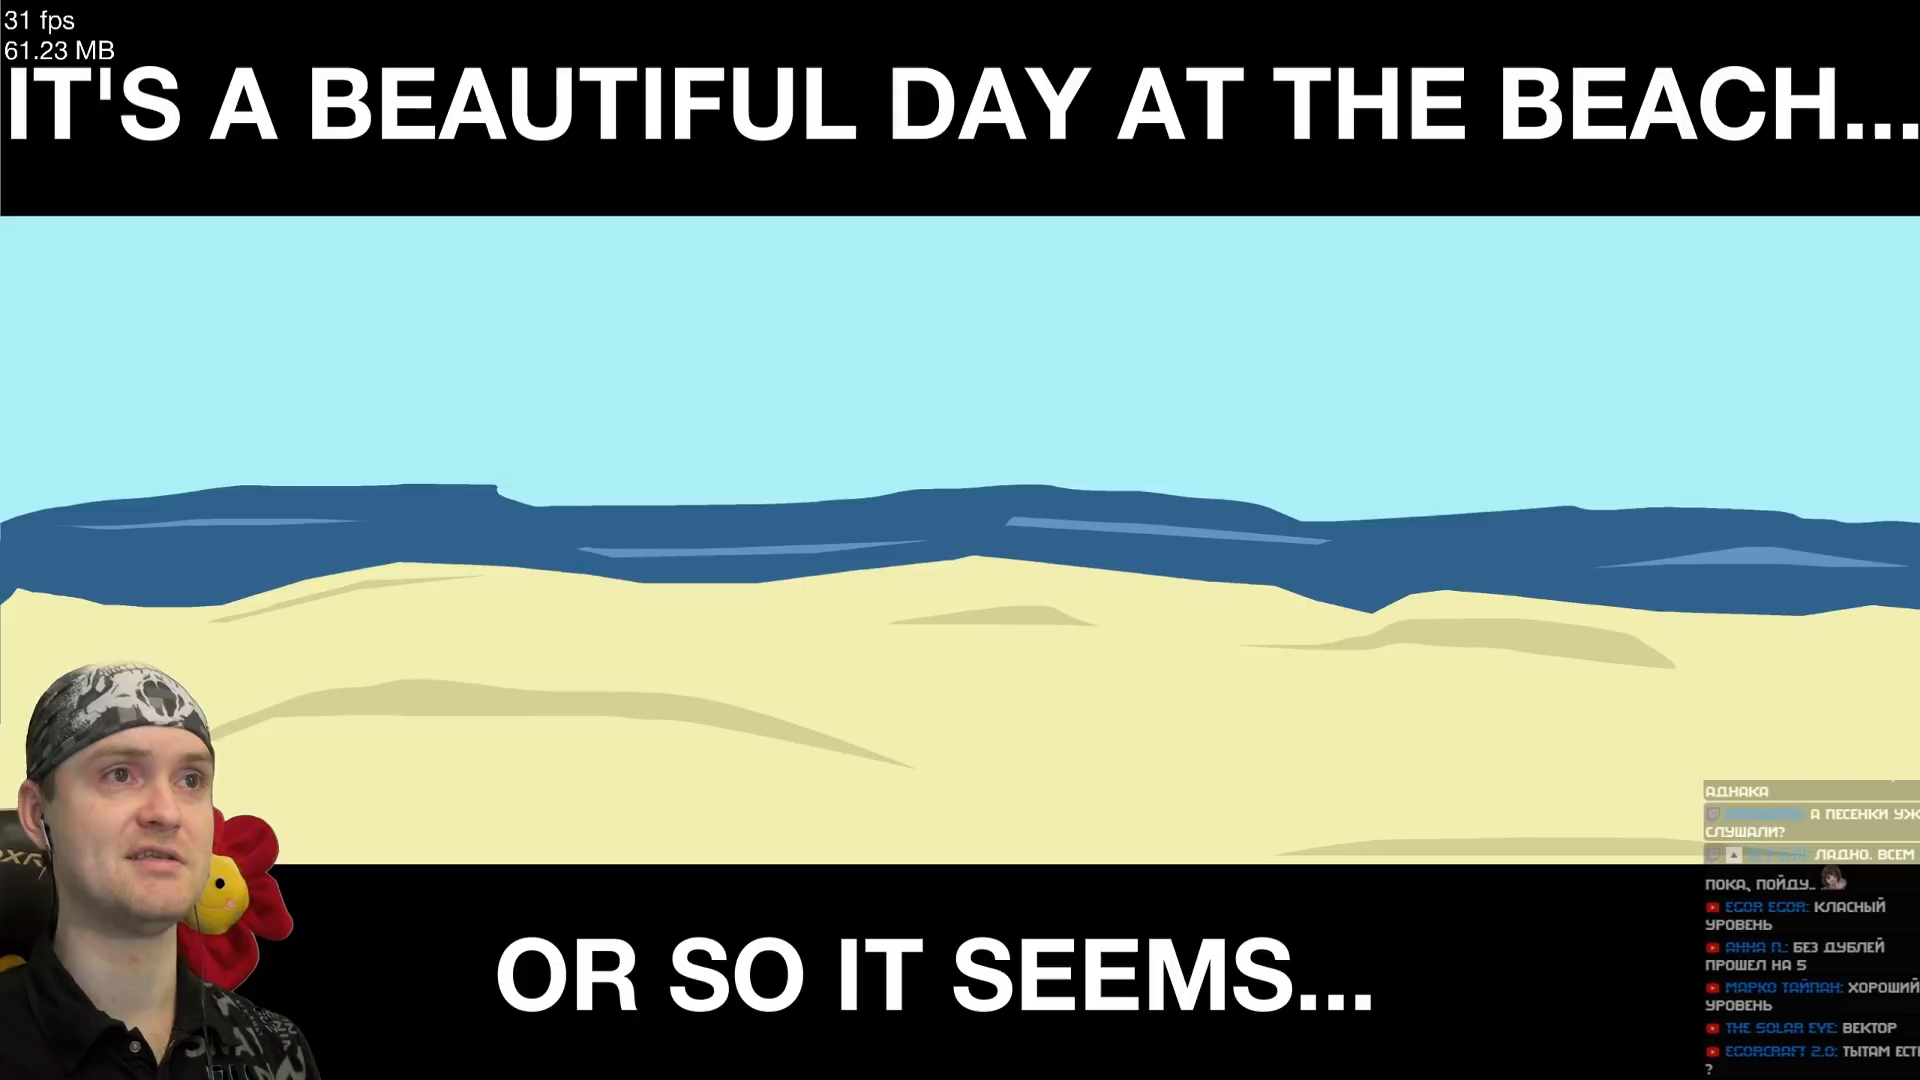 31 fps
61.23 MB
IT'S A BEAUTIFUL DAY AT THE BEACH...
OR SO IT SEEMS...
АДНАКА
А ПЕСЕНКИ УЖ
СЛУШАЛИ?
ЛАДНО. ВСЕМ
ПОКА, ПОЙДУ..
EGOR EGOR: КЛАСНЫЙ
УРОВЕНЬ
АННА П.: БЕЗ ДУБЛЕЙ
ПРОШЕЛ НА 5
МАРКО ТАЙПАН: ХОРОШИЙ
УРОВЕНЬ
THE SOLAR EYE: ВЕКТОР
EGORCRAFT 2.0: ТЫТАМ ЕСТЬ
?